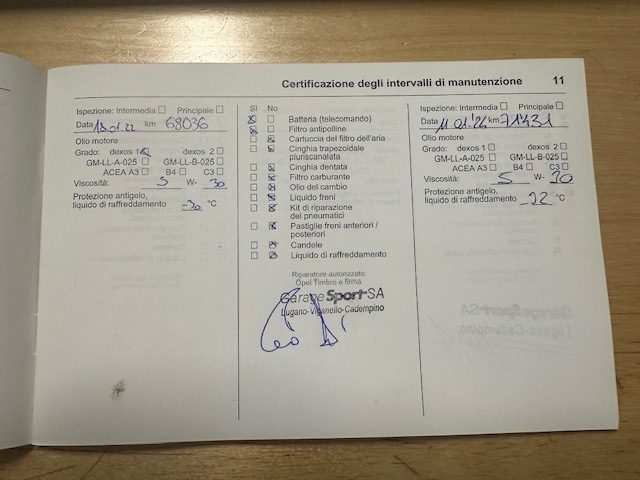 Certificazione degli intervalli di manutenzione 11
Ispezione: Intermedia Principale
Data 13.01.22 km 68036
Olio motore
Grado: dexos 1 dexos 2
GM-LL-A-025 GM-LL-B-025
ACEA A3 B4 C3
Viscosità: 5 W- 30
Protezione antigelo,
liquido di raffreddamento -30 °C
Sì No
Batteria (telecomando)
Filtro antipolline
Cartuccia del filtro dell'aria
Cinghia trapezoidale
pluriscanalata
Cinghia dentata
Filtro carburante
Olio del cambio
Liquido freni
Kit di riparazione
dei pneumatici
Pastiglie freni anteriori /
posteriori
Candele
Liquido di raffreddamento
Riparatore autorizzato
Opel Timbro e firma
Garage Sport SA
Lugano-Viganello-Cadempino
Ispezione: Intermedia Principale
Data 11.01.24 km 71431
Olio motore
Grado: dexos 1 dexos 2
GM-LL-A-025 GM-LL-B-025
ACEA A3 B4 C3
Viscosità: 5 W- 30
Protezione antigelo,
liquido di raffreddamento -22 °C